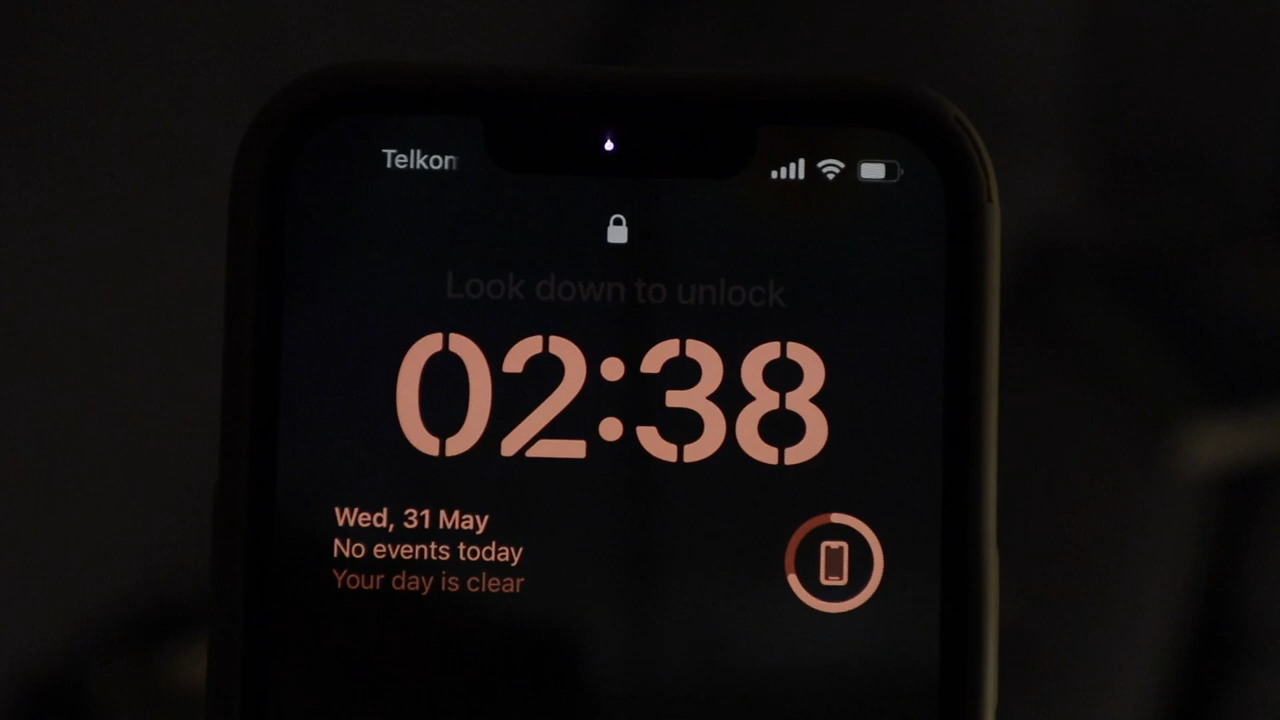 Telkom
Look down to unlock
02:38
Wed, 31 May
No events today
Your day is clear